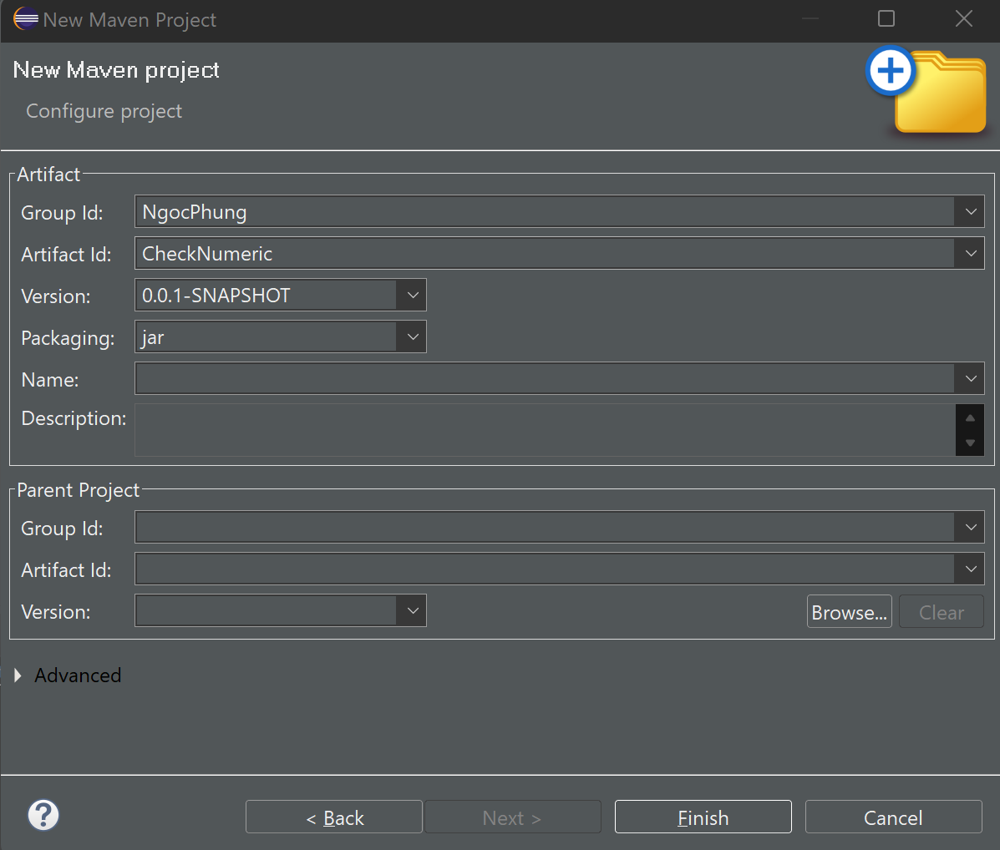 New Maven Project
New Maven project
Configure project
Artifact
Group Id: NgocPhung
Artifact Id: CheckNumeric
Version: 0.0.1-SNAPSHOT
Packaging: jar
Name:
Description:
Parent Project
Group Id:
Artifact Id:
Version: Browse... Clear
Advanced
? < Back Next > Finish Cancel